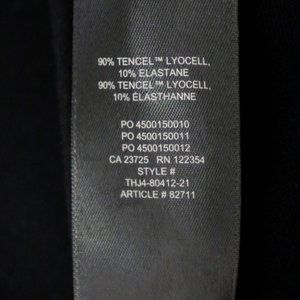 90% TENCEL™ LYOCELL,
10% ELASTANE
90% TENCEL™ LYOCELL,
10% ÉLASTHANNE
PO 4500150010
PO 4500150011
PO 4500150012
CA 23725 RN 122354
STYLE #
THJ4-80412-21
ARTICLE # 82711